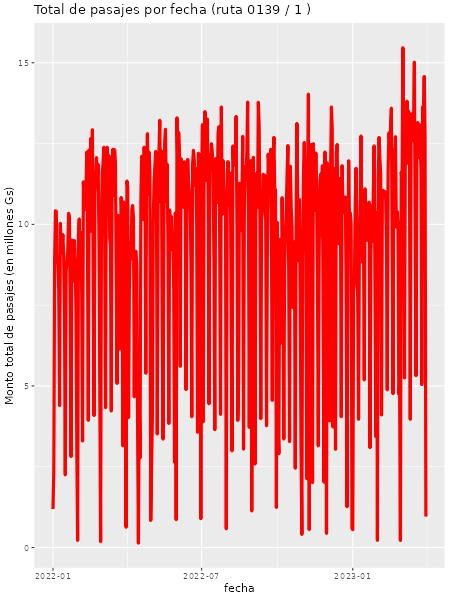 Total de pasajes por fecha (ruta 0139 / 1 )
Monto total de pasajes (en millones Gs)
15
10
5
0
2022-01
2022-07
2023-01
fecha